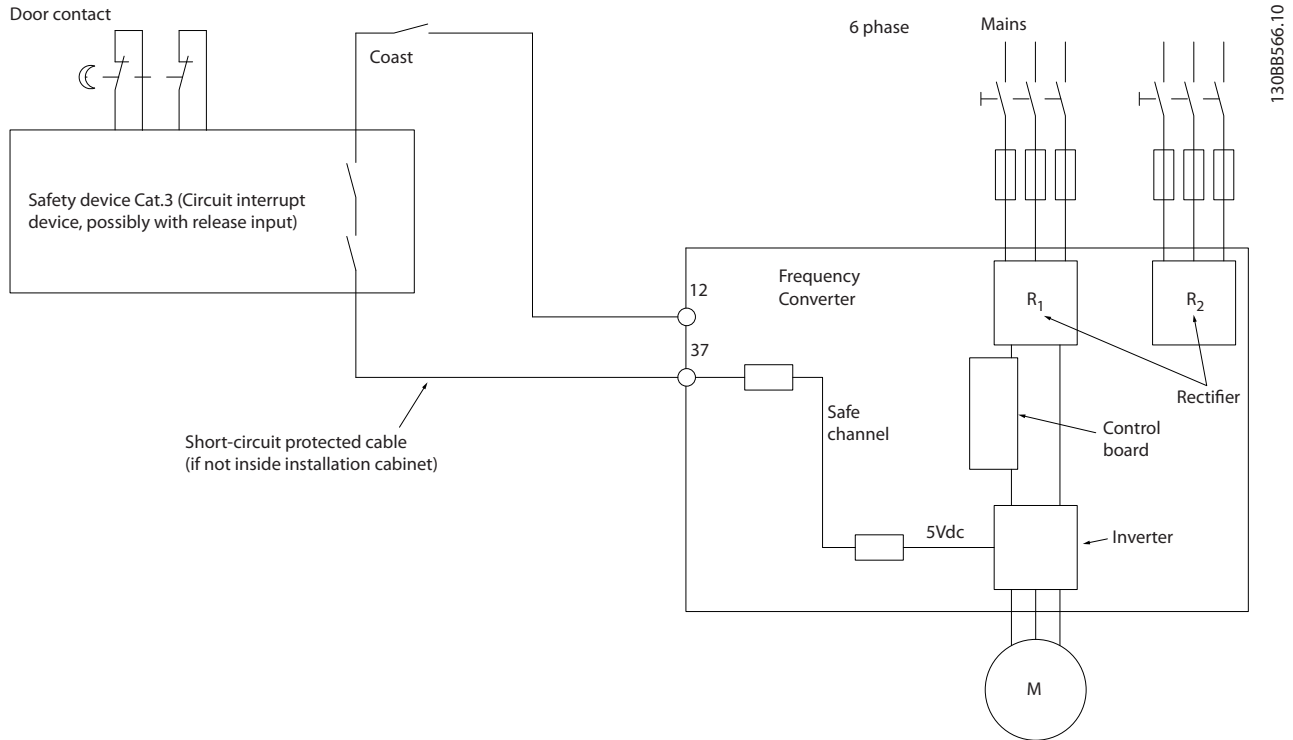 Door contact
Coast
6 phase
Mains
130BB566.10
Safety device Cat.3 (Circuit interrupt
device, possibly with release input)
12
Frequency
Converter
R1
R2
37
Rectifier
Safe
channel
Control
board
Short-circuit protected cable
(if not inside installation cabinet)
5Vdc
Inverter
M